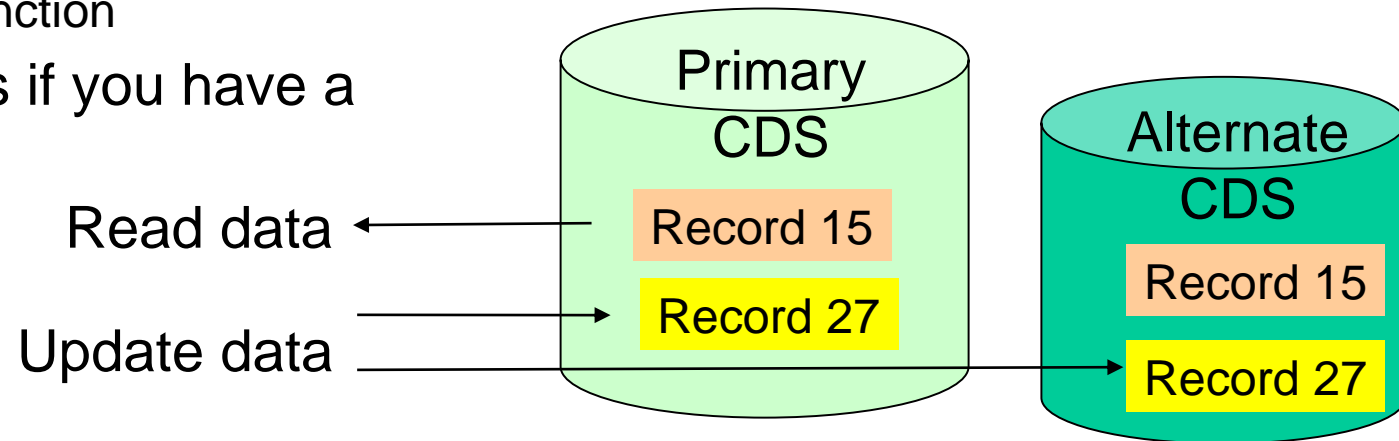 nction
s if you have a
Primary
CDS
Alternate
CDS
Read data
Record 15
Record 15
Record 27
Update data
Record 27